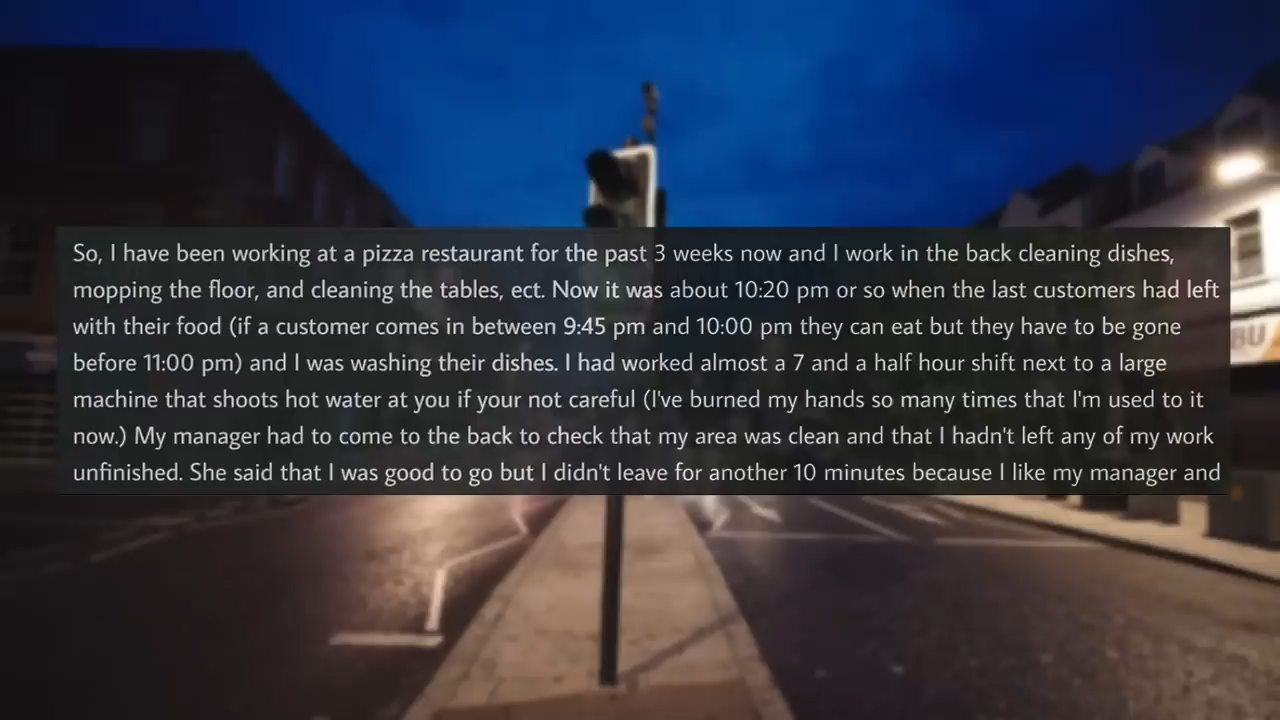 So, I have been working at a pizza restaurant for the past 3 weeks now and I work in the back cleaning dishes,
mopping the floor, and cleaning the tables, ect. Now it was about 10:20 pm or so when the last customers had left
with their food (if a customer comes in between 9:45 pm and 10:00 pm they can eat but they have to be gone
before 11:00 pm) and I was washing their dishes. I had worked almost a 7 and a half hour shift next to a large
machine that shoots hot water at you if your not careful (I've burned my hands so many times that I'm used to it
now.) My manager had to come to the back to check that my area was clean and that I hadn't left any of my work
unfinished. She said that I was good to go but I didn't leave for another 10 minutes because I like my manager and